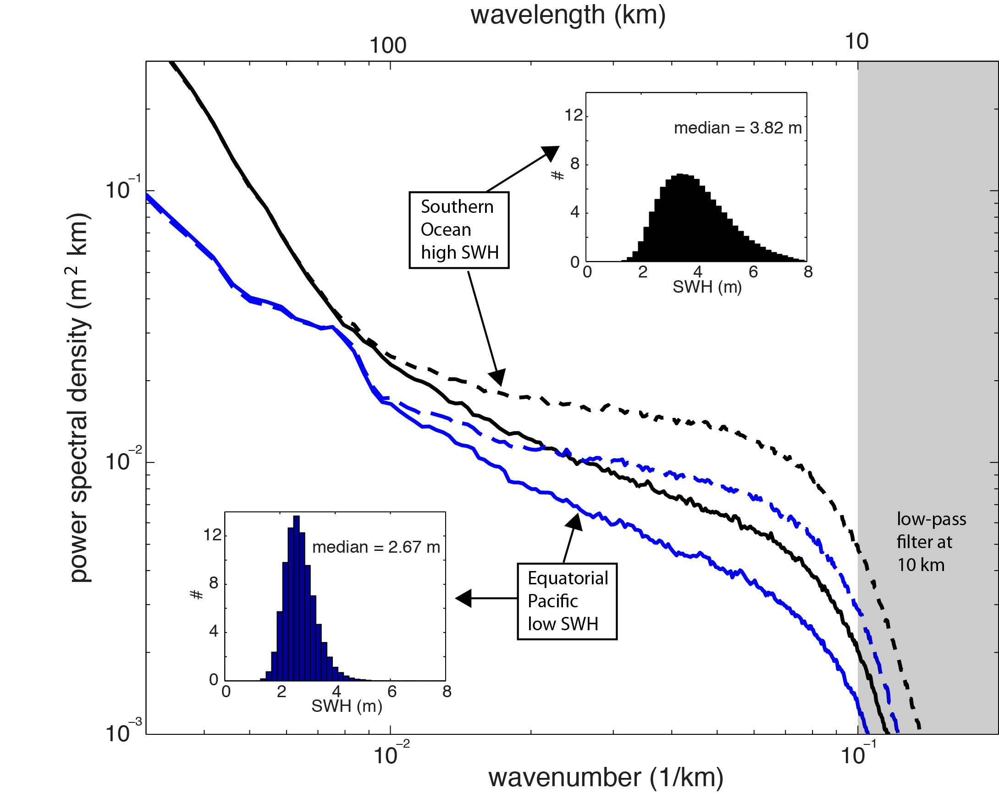 wavelength (km)
100
10
12
8
4
0
#
median = 3.82 m
0 2 4 6 8
SWH (m)
Southern
Ocean
high SWH
10⁻¹
10⁻²
10⁻³
power spectral density (m² km)
12
8
4
0
#
median = 2.67 m
0 2 4 6 8
SWH (m)
Equatorial
Pacific
low SWH
low-pass
filter at
10 km
10⁻²
10⁻¹
wavenumber (1/km)